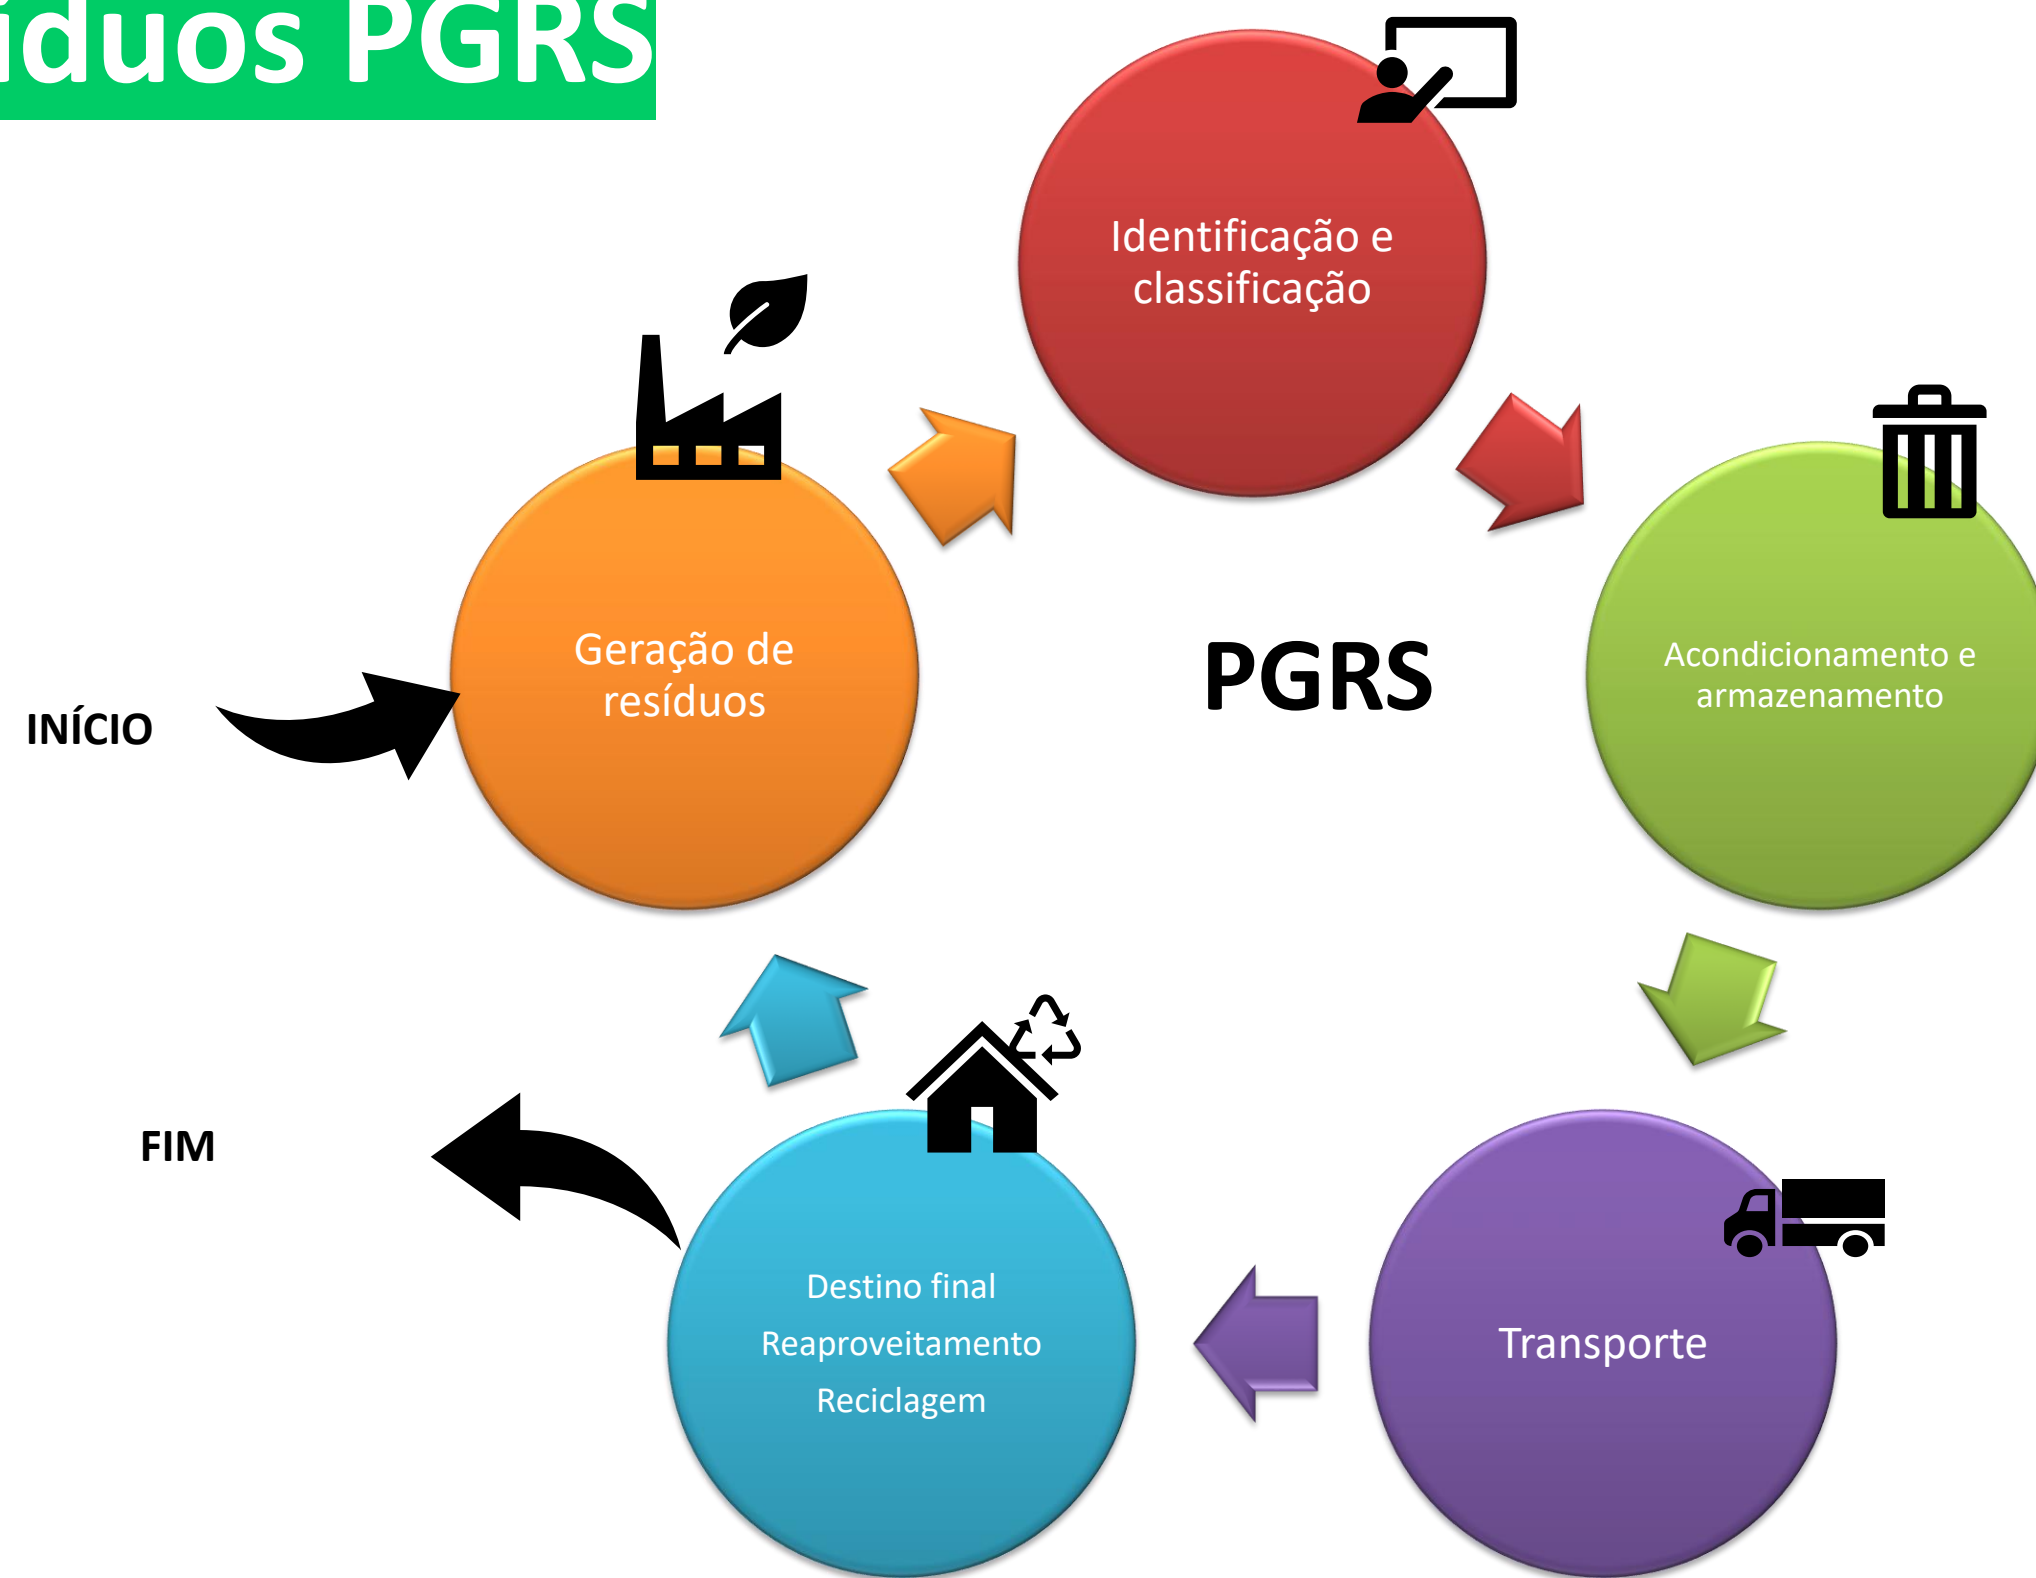 íduos PGRS
Identificação e
classificação
Geração de
resíduos
PGRS
Acondicionamento e
armazenamento
INÍCIO
FIM
Destino final
Reaproveitamento
Reciclagem
Transporte